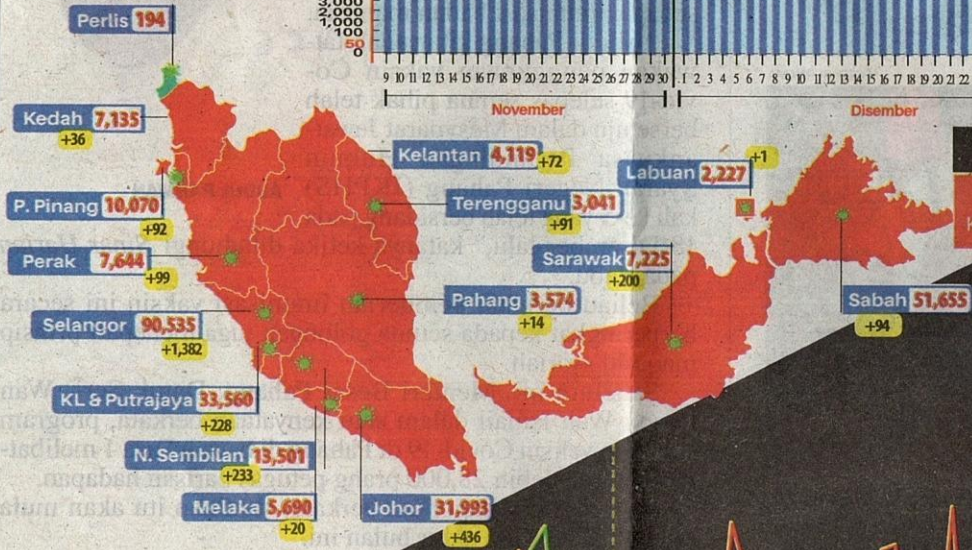 3,000
2,000
1,000
100
50
0
9 10 11 12 13 14 15 16 17 18 19 20 21 22 23 24 25 26 27 28 29 30 1 2 3 4 5 6 7 8 9 10 11 12 13 14 15 16 17 18 19 20 21 22
November
Disember
Perlis 194
Kedah 7,135
+36
P. Pinang 10,070
+92
Perak 7,644
+99
Selangor 90,535
+1,382
KL & Putrajaya 33,560
+228
N. Sembilan 13,501
+233
Melaka 5,690
+20
Johor 31,993
+436
Kelantan 4,119
+72
Terengganu 3,041
+91
Pahang 3,574
+14
Labuan 2,227
+1
Sarawak 7,225
+200
Sabah 51,655
+94